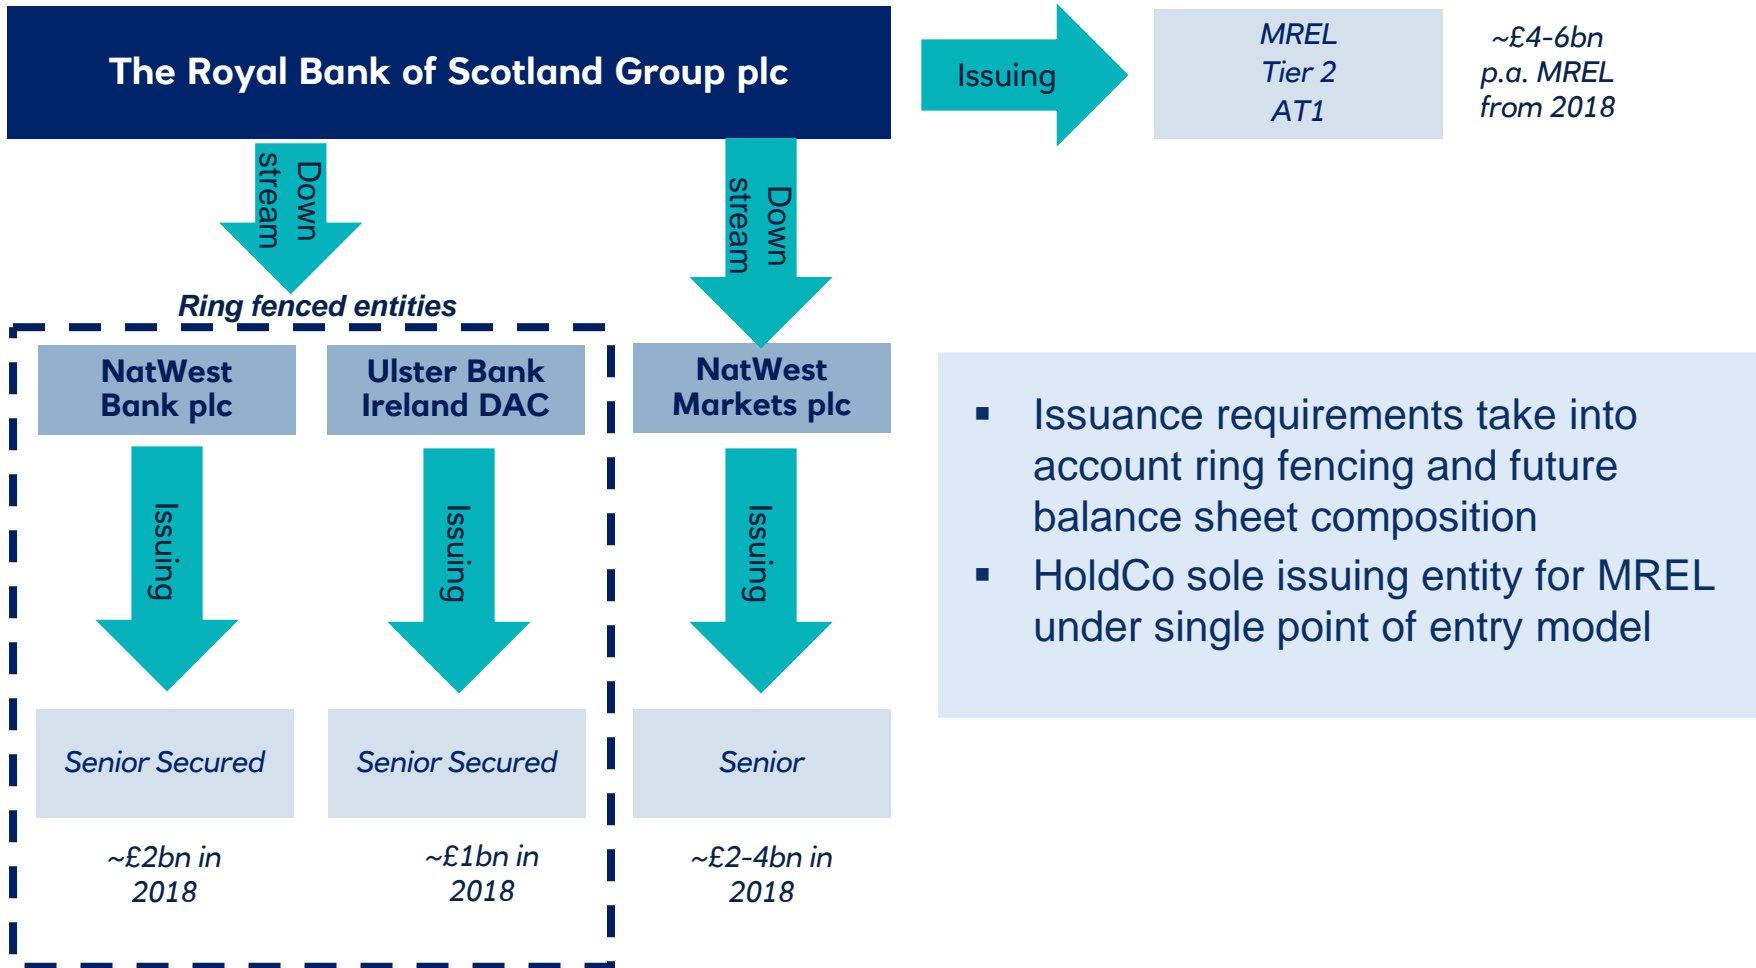 The Royal Bank of Scotland Group plc
Issuing
MREL
Tier 2
AT1
~£4-6bn
p.a. MREL
from 2018
Down
stream
Down
stream
Ring fenced entities
NatWest
Bank plc
Ulster Bank
Ireland DAC
NatWest
Markets plc
Issuing
Issuing
Issuing
Senior Secured
Senior Secured
Senior
~£2bn in
2018
~£1bn in
2018
~£2-4bn in
2018
▪ Issuance requirements take into
account ring fencing and future
balance sheet composition
▪ HoldCo sole issuing entity for MREL
under single point of entry model